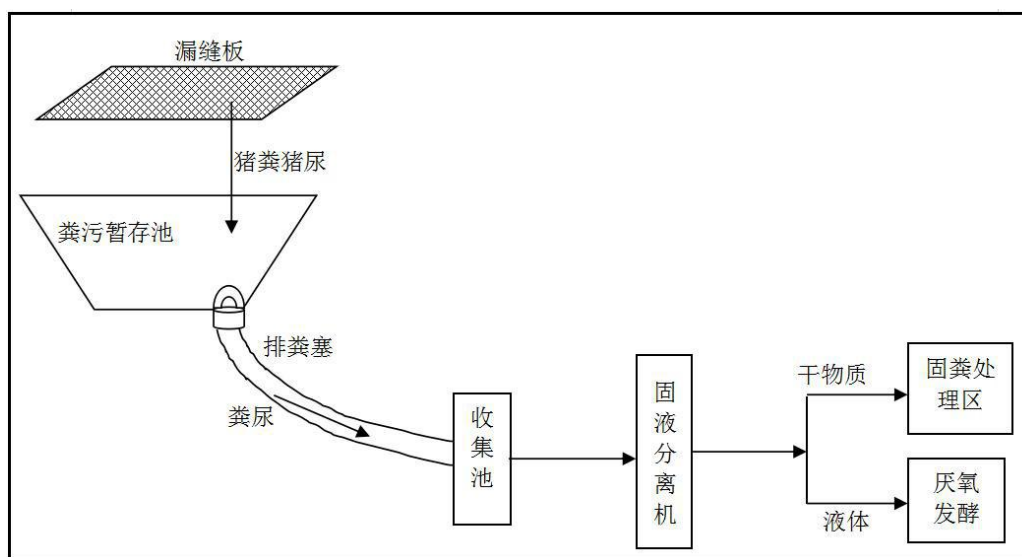 漏缝板
猪粪猪尿
粪污暂存池
排粪塞
粪尿
收集池
固液分离机
干物质
固粪处
理区
液体
厌氧
发酵